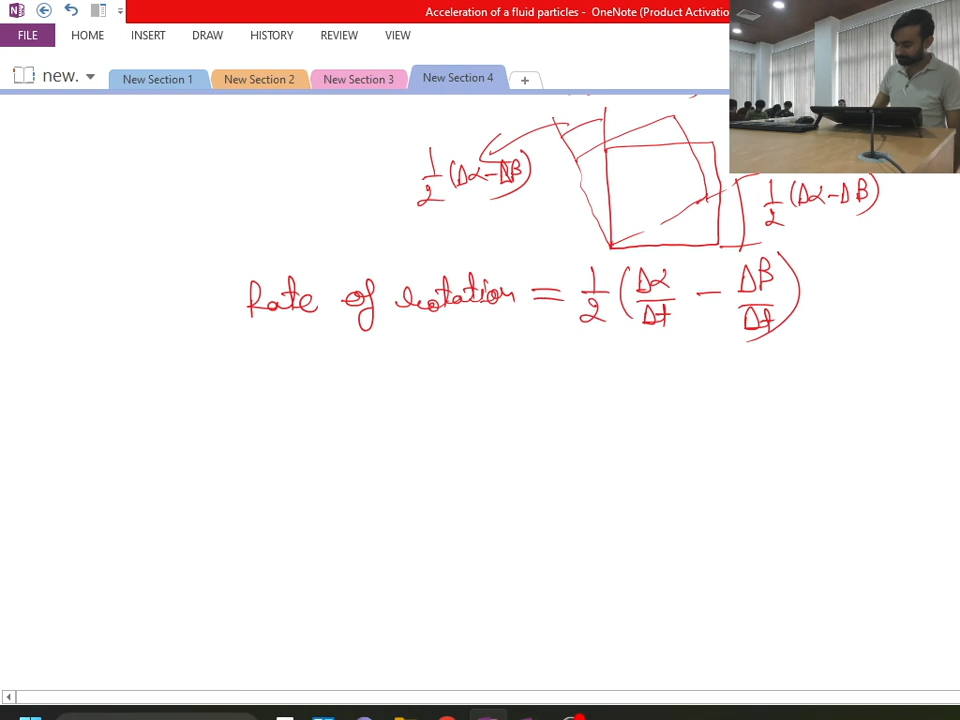 Acceleration of a fluid particles - OneNote (Product Activatio
FILE HOME INSERT DRAW HISTORY REVIEW VIEW
new. New Section 1 New Section 2 New Section 3 New Section 4 +
1/2 (Δα-Δβ)
1/2 (Δα-Δβ)
Rate of rotation = 1/2 (Δα/Δt - Δβ/Δt)